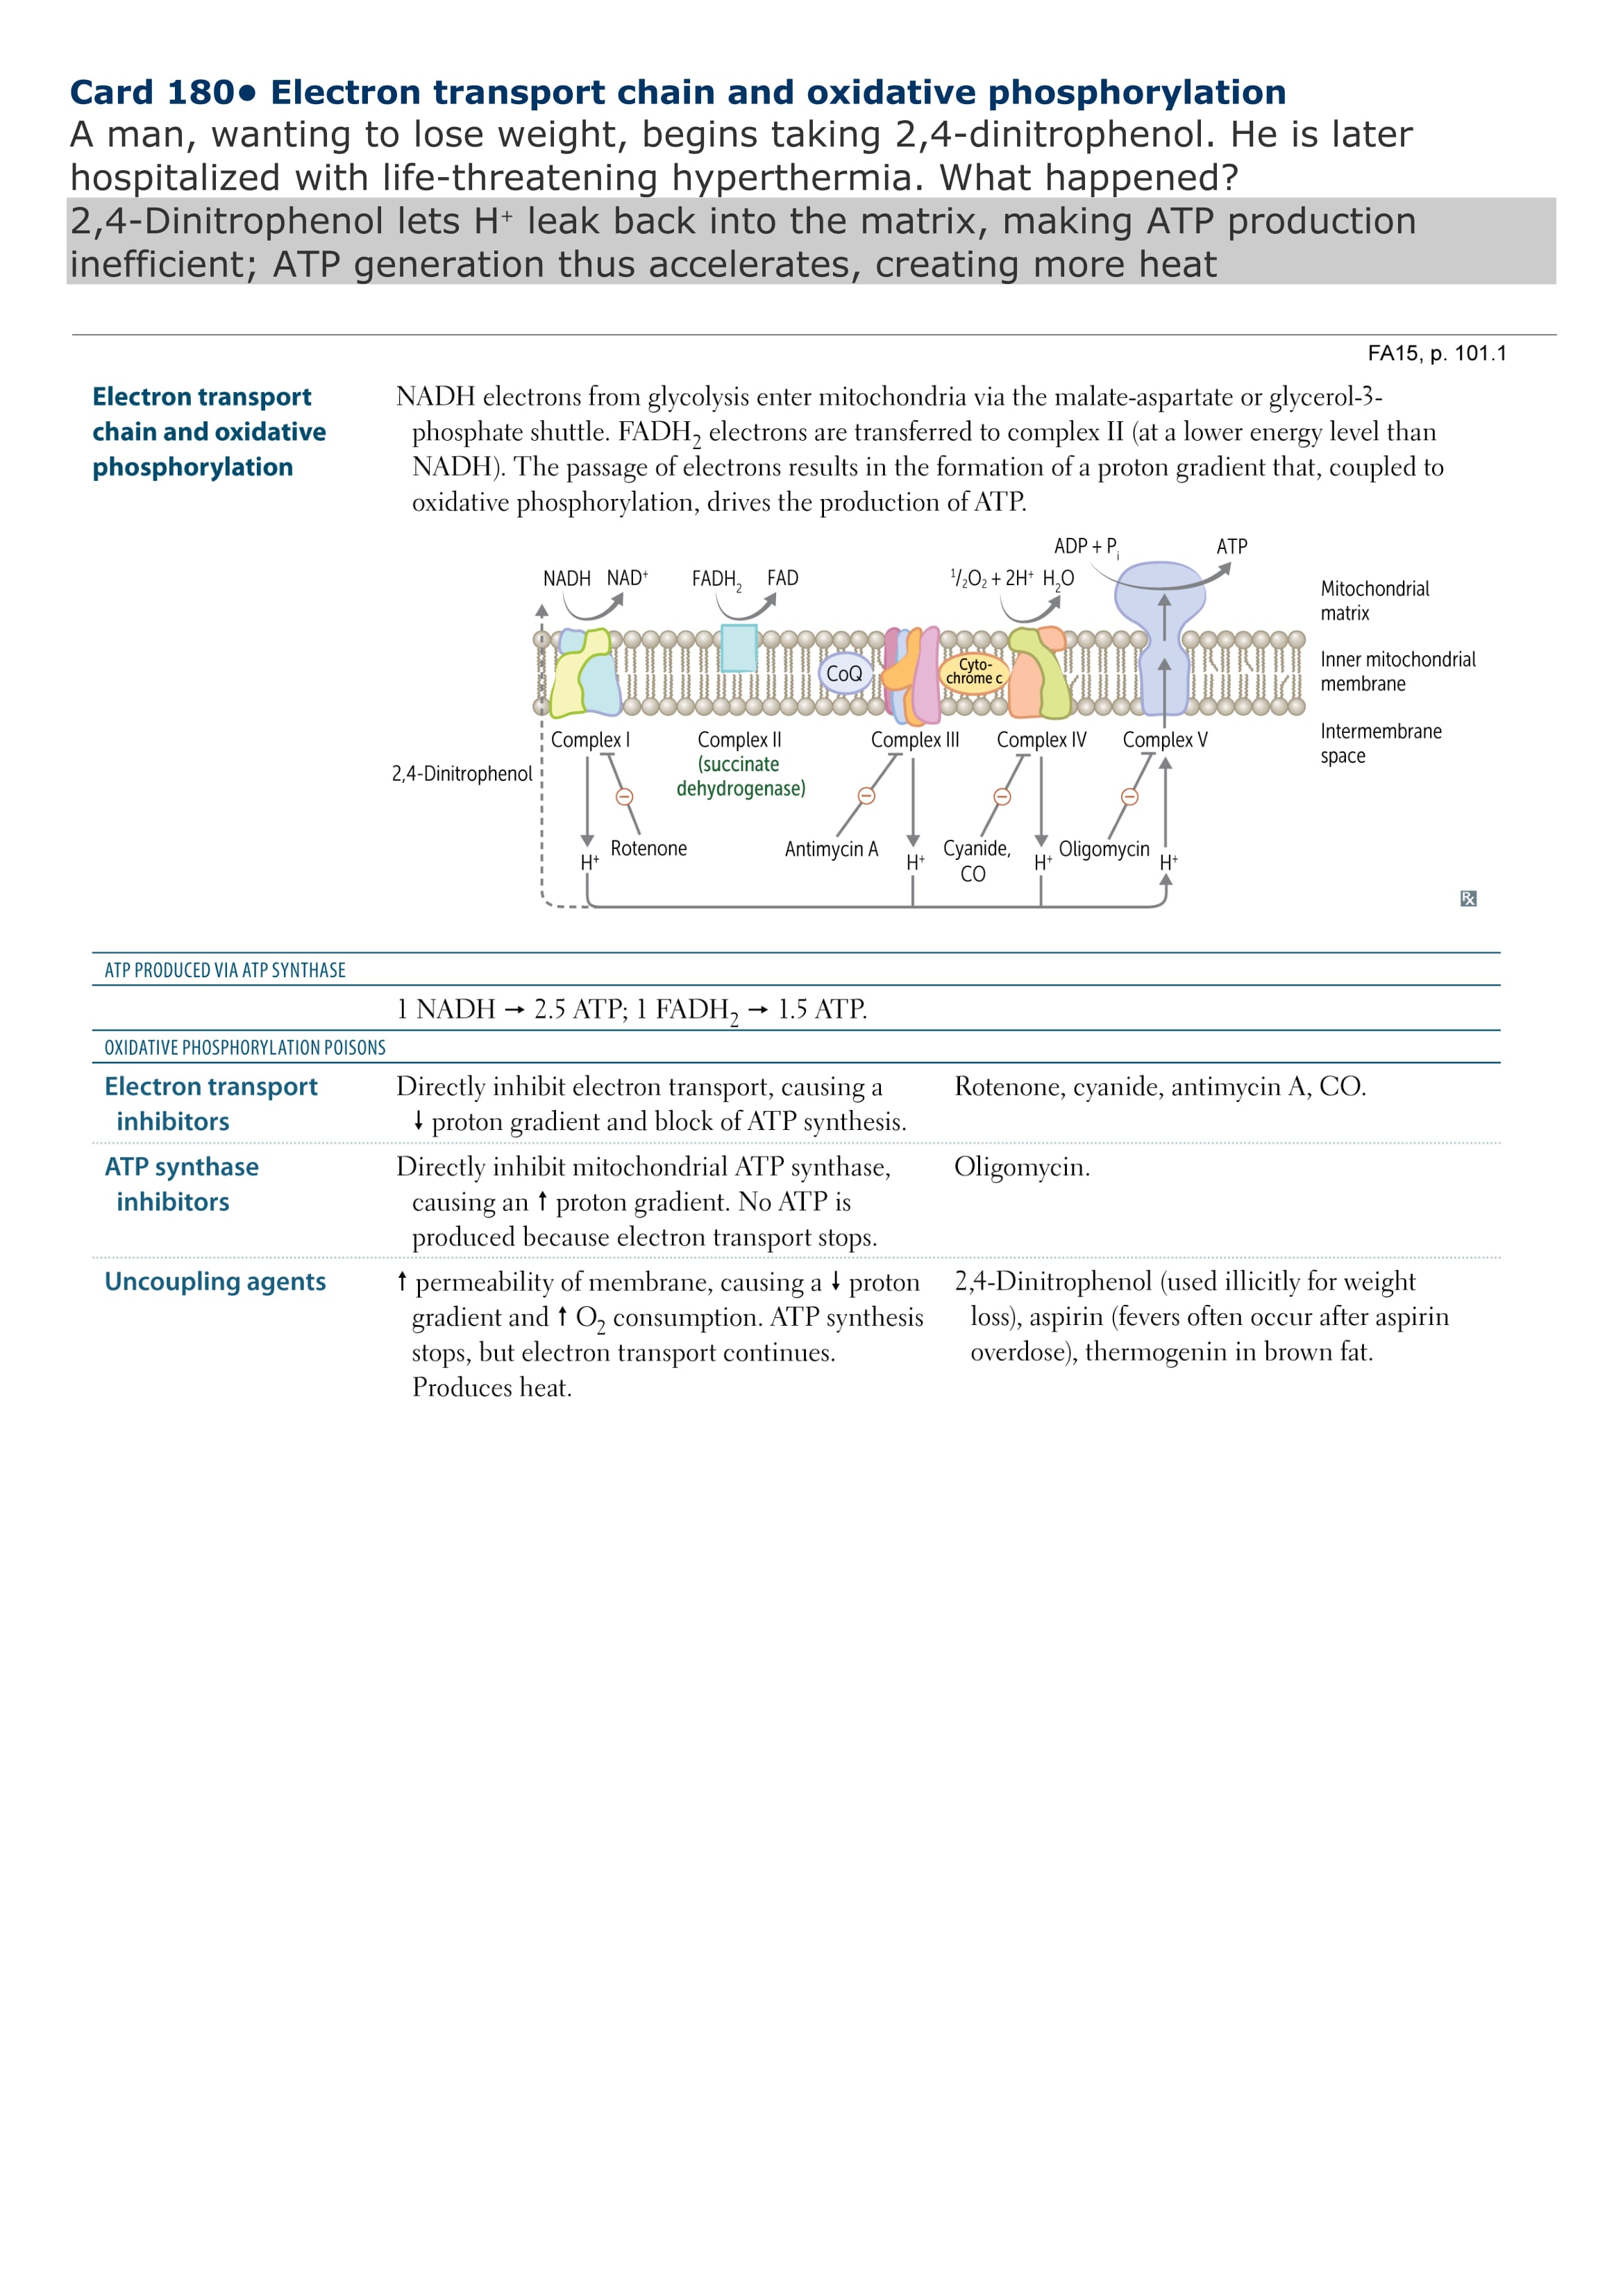 Card 180● Electron transport chain and oxidative phosphorylation
A man, wanting to lose weight, begins taking 2,4-dinitrophenol. He is later
hospitalized with life-threatening hyperthermia. What happened?
2,4-Dinitrophenol lets H⁺ leak back into the matrix, making ATP production
inefficient; ATP generation thus accelerates, creating more heat
FA15, p. 101.1
Electron transport
chain and oxidative
phosphorylation
NADH electrons from glycolysis enter mitochondria via the malate-aspartate or glycerol-3-
phosphate shuttle. FADH₂ electrons are transferred to complex II (at a lower energy level than
NADH). The passage of electrons results in the formation of a proton gradient that, coupled to
oxidative phosphorylation, drives the production of ATP.
ADP + Pᵢ ATP
NADH NAD⁺ FADH₂ FAD ¹/₂O₂ + 2H⁺ H₂O
Mitochondrial
matrix
CoQ
Cyto-
chrome c
Inner mitochondrial
membrane
Complex I Complex II Complex III Complex IV Complex V
(succinate
dehydrogenase)
Intermembrane
space
2,4-Dinitrophenol
Rotenone Antimycin A Cyanide,
CO
Oligomycin
H⁺ H⁺ H⁺ H⁺
Rx
ATP PRODUCED VIA ATP SYNTHASE
1 NADH → 2.5 ATP; 1 FADH₂ → 1.5 ATP.
OXIDATIVE PHOSPHORYLATION POISONS
Electron transport
inhibitors
Directly inhibit electron transport, causing a
↓ proton gradient and block of ATP synthesis.
Rotenone, cyanide, antimycin A, CO.
ATP synthase
inhibitors
Directly inhibit mitochondrial ATP synthase,
causing an ↑ proton gradient. No ATP is
produced because electron transport stops.
Oligomycin.
Uncoupling agents
↑ permeability of membrane, causing a ↓ proton
gradient and ↑ O₂ consumption. ATP synthesis
stops, but electron transport continues.
Produces heat.
2,4-Dinitrophenol (used illicitly for weight
loss), aspirin (fevers often occur after aspirin
overdose), thermogenin in brown fat.